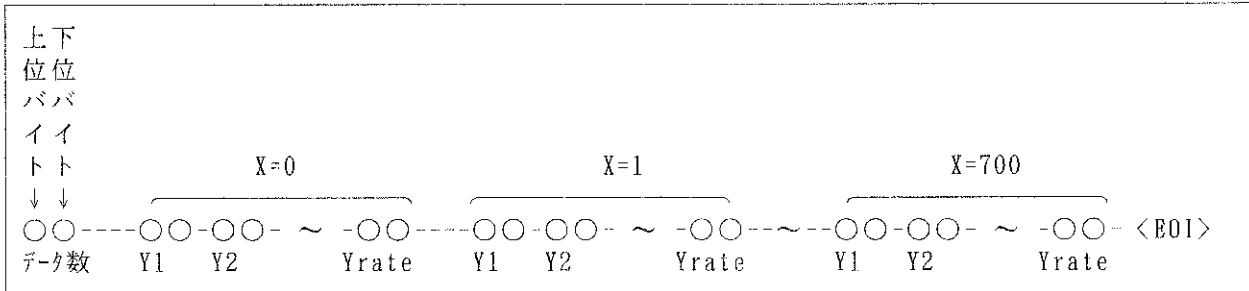 上位バイト↓ 下位バイト↓
X=0 X=1 X=700
○○----○○-○○- ～ -○○----○○-○○- ～ -○○--～--○○-○○- ～ -○○- <EOI>
データ数 Y1 Y2 Yrate Y1 Y2 Yrate Y1 Y2 Yrate